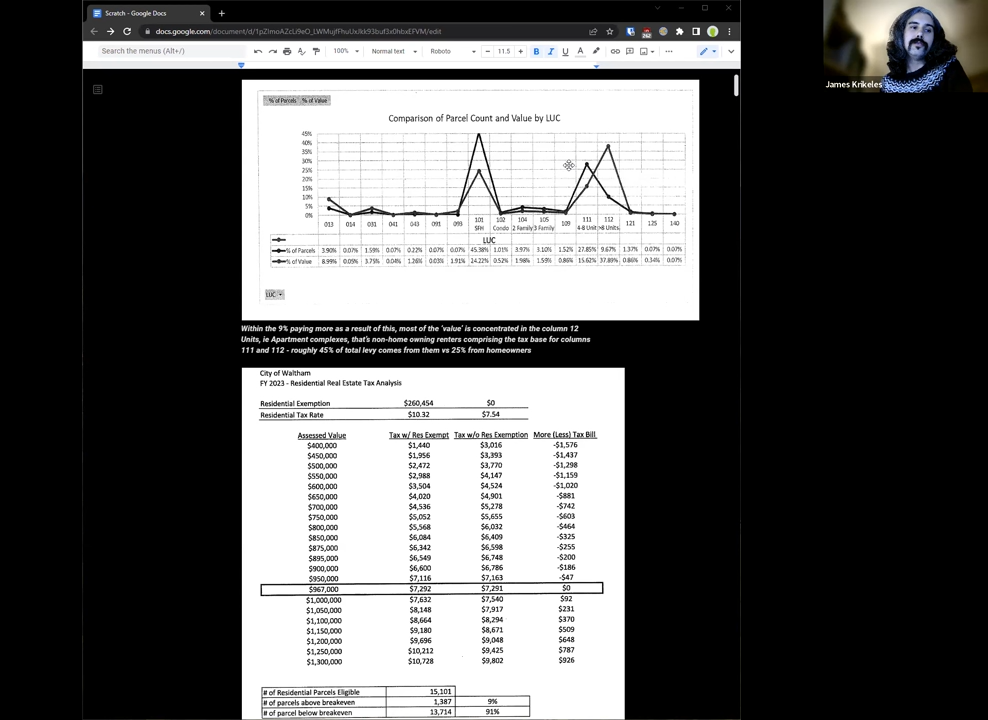 Scratch - Google Docs
docs.google.com/document/d/1pZImoAZcLi9eO_LWMujfFhuUxJkk93buf3x0htxEFVM/edit
Search the menus (Alt+/)
100%
Normal text
Roboto
11.5
B I U A
James Krikeles
% of Parcels % of Value
Comparison of Parcel Count and Value by LUC
45%
40%
35%
30%
25%
20%
15%
10%
5%
0%
013 014 031 041 043 091 093 101 102 104 105 109 111 112 121 125 140
SFH Condo 2 Family 3 Family 4-8 Unit >8 Units
LUC
% of Parcels 3.90% 0.07% 1.59% 0.07% 0.22% 0.07% 0.07% 45.38% 1.01% 3.97% 3.10% 1.52% 27.85% 9.67% 1.37% 0.07% 0.07%
% of Value 8.99% 0.05% 3.75% 0.04% 1.26% 0.03% 1.91% 24.22% 0.52% 1.98% 1.59% 0.86% 15.62% 37.89% 0.86% 0.34% 0.07%
LUC
Within the 9% paying more as a result of this, most of the 'value' is concentrated in the column 12
Units, ie Apartment complexes, that's non-home owning renters comprising the tax base for columns
111 and 112 - roughly 45% of total levy comes from them vs 25% from homeowners
City of Waltham
FY 2023 - Residential Real Estate Tax Analysis
Residential Exemption $260,454 $0
Residential Tax Rate $10.32 $7.54
Assessed Value Tax w/ Res Exempt Tax w/o Res Exemption More (Less) Tax Bill
$400,000 $1,440 $3,016 -$1,576
$450,000 $1,956 $3,393 -$1,437
$500,000 $2,472 $3,770 -$1,298
$550,000 $2,988 $4,147 -$1,159
$600,000 $3,504 $4,524 -$1,020
$650,000 $4,020 $4,901 -$881
$700,000 $4,536 $5,278 -$742
$750,000 $5,052 $5,655 -$603
$800,000 $5,568 $6,032 -$464
$850,000 $6,084 $6,409 -$325
$875,000 $6,342 $6,598 -$255
$895,000 $6,549 $6,748 -$200
$900,000 $6,600 $6,786 -$186
$950,000 $7,116 $7,163 -$47
$967,000 $7,292 $7,291 $0
$1,000,000 $7,632 $7,540 $92
$1,050,000 $8,148 $7,917 $231
$1,100,000 $8,664 $8,294 $370
$1,150,000 $9,180 $8,671 $509
$1,200,000 $9,696 $9,048 $648
$1,250,000 $10,212 $9,425 $787
$1,300,000 $10,728 $9,802 $926
# of Residential Parcels Eligible 15,101
# of parcels above breakeven 1,387 9%
# of parcel below breakeven 13,714 91%